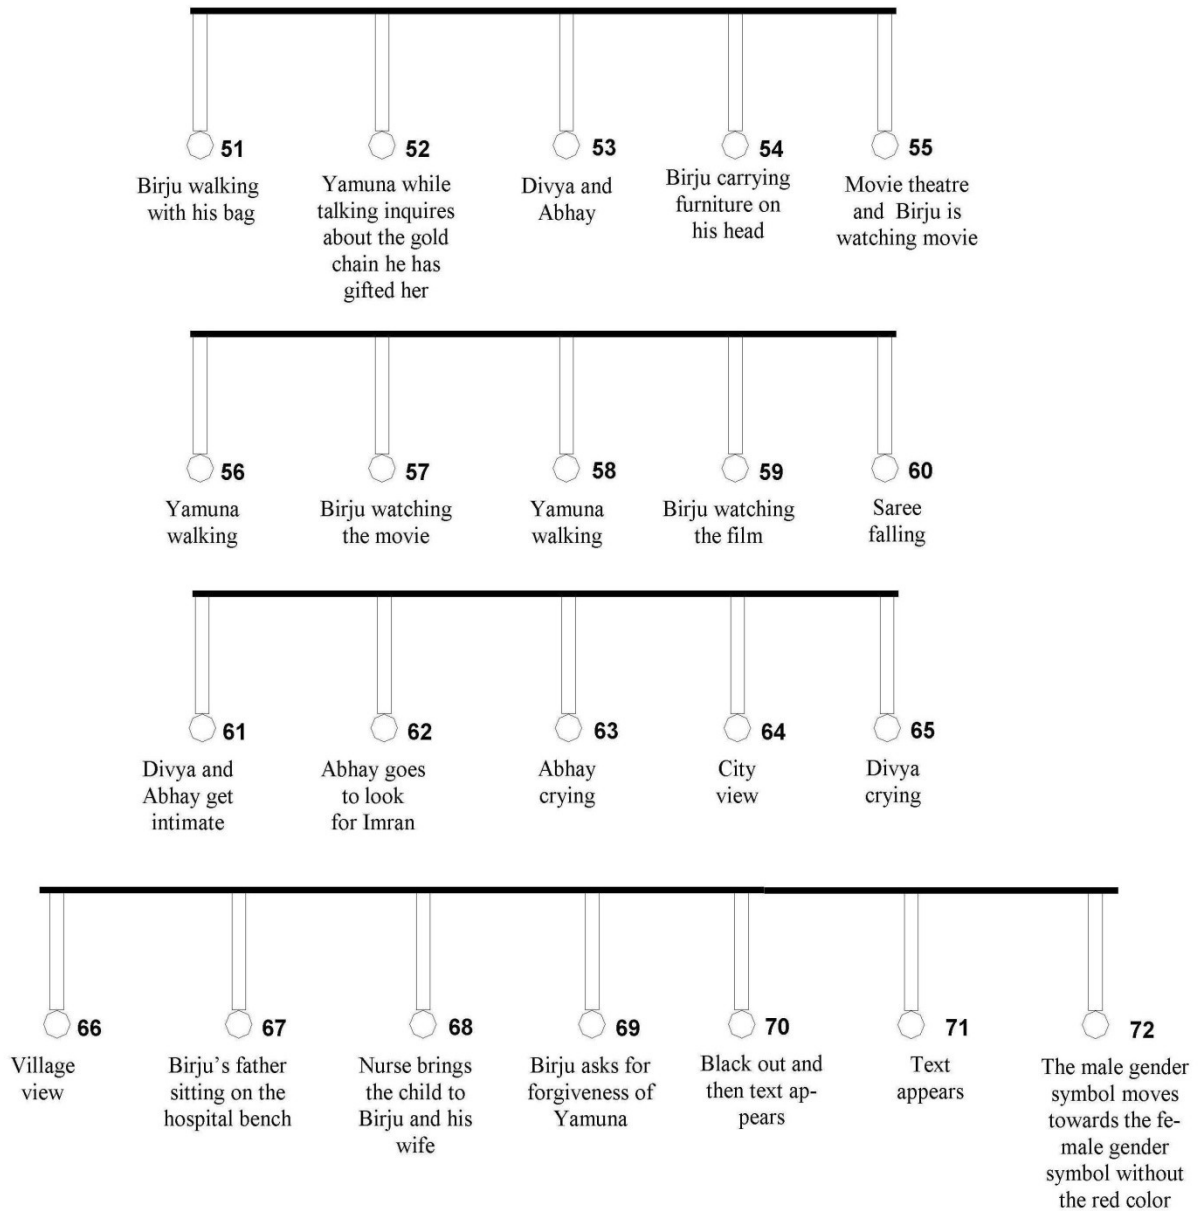 51
Birju walking
with his bag
52
Yamuna while
talking inquires
about the gold
chain he has
gifted her
53
Divya and
Abhay
54
Birju carrying
furniture on
his head
55
Movie theatre
and Birju is
watching movie
56
Yamuna
walking
57
Birju watching
the movie
58
Yamuna
walking
59
Birju watching
the film
60
Saree
falling
61
Divya and
Abhay get
intimate
62
Abhay goes
to look
for Imran
63
Abhay
crying
64
City
view
65
Divya
crying
66
Village
view
67
Birju’s father
sitting on the
hospital bench
68
Nurse brings
the child to
Birju and his
wife
69
Birju asks for
forgiveness of
Yamuna
70
Black out and
then text ap-
pears
71
Text
appears
72
The male gender
symbol moves
towards the fe-
male gender
symbol without
the red color